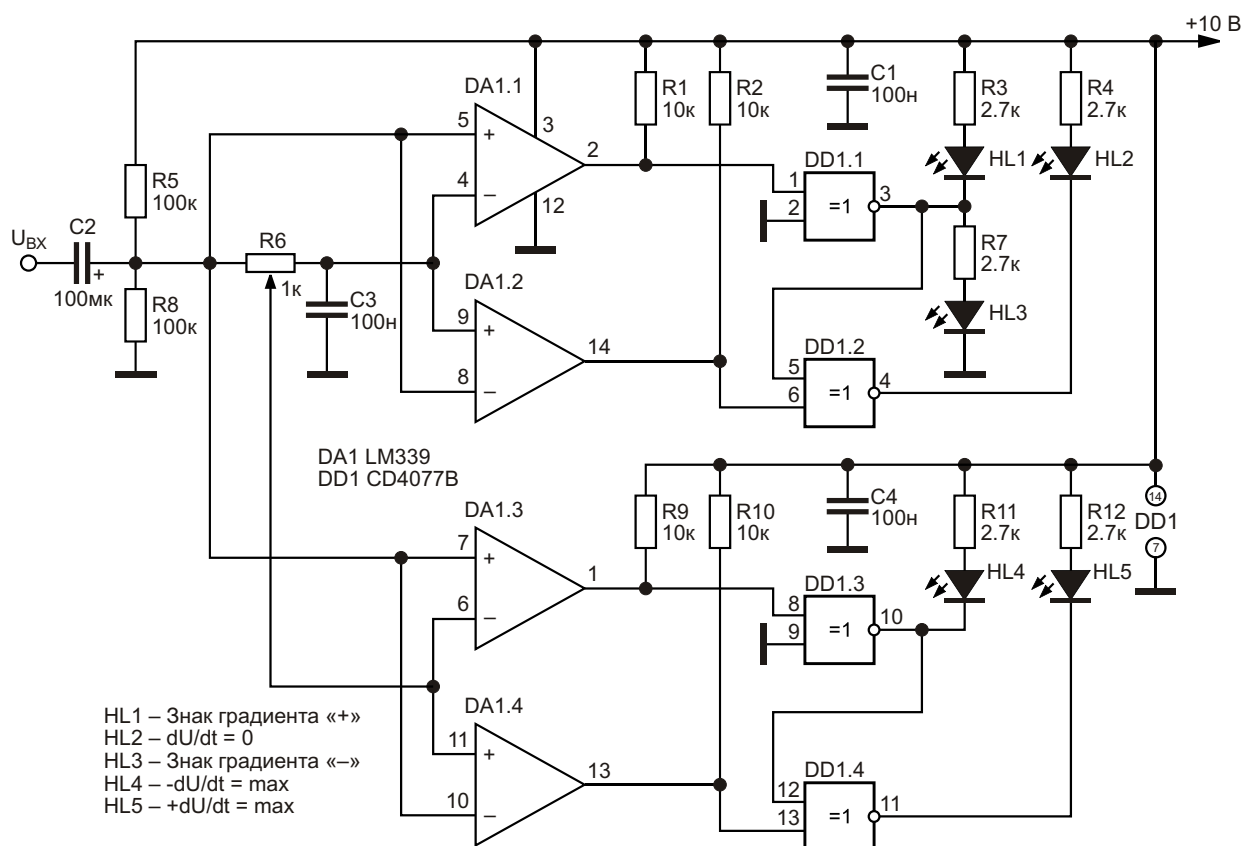 +10 В
DA1.1
5
+
3
2
4
–
12
R1
10к
R2
10к
C1
100н
R3
2.7к
R4
2.7к
HL1
HL2
DD1.1
1
2
=1
3
R5
100к
UВХ
C2
+
100мк
R8
100к
R6
1к
C3
100н
DA1.2
9
+
8
–
14
R7
2.7к
HL3
DD1.2
5
6
=1
4
DA1 LM339
DD1 CD4077B
DA1.3
7
+
6
–
1
R9
10к
R10
10к
C4
100н
R11
2.7к
R12
2.7к
14
DD1
7
HL4
HL5
DD1.3
8
9
=1
10
DA1.4
11
+
10
–
13
DD1.4
12
13
=1
11
HL1 – Знак градиента «+»
HL2 – dU/dt = 0
HL3 – Знак градиента «–»
HL4 – -dU/dt = max
HL5 – +dU/dt = max